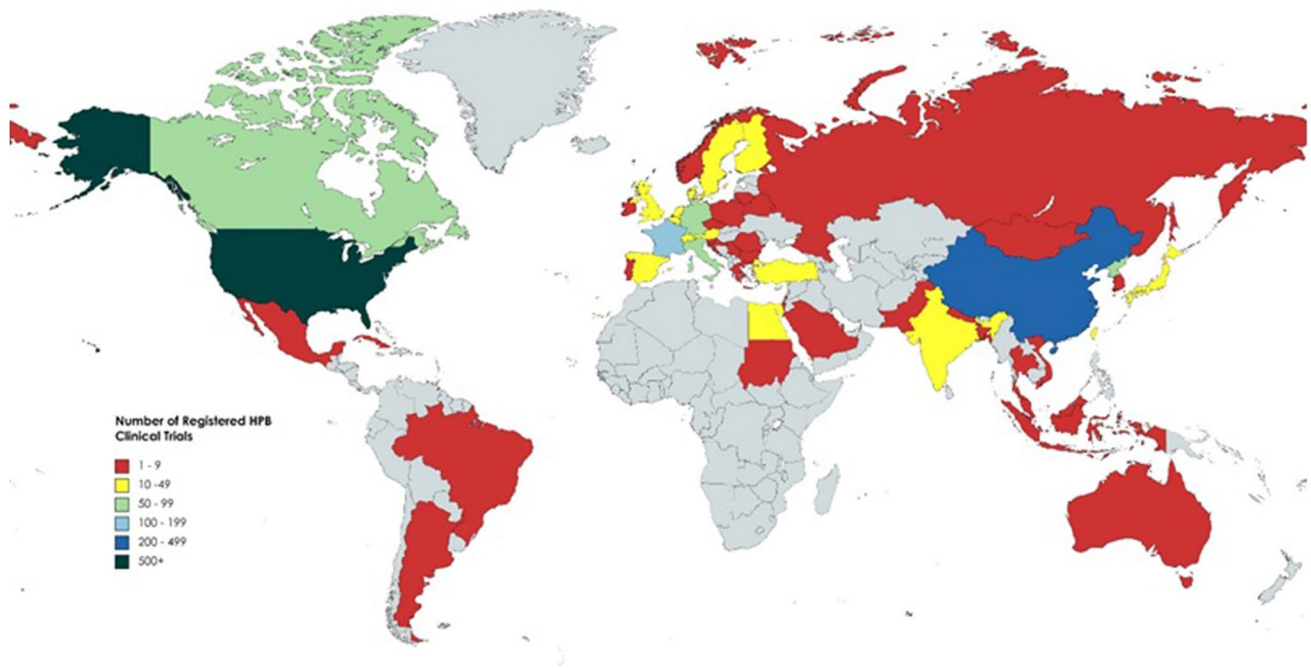 Number of Registered HPB
Clinical Trials
1 - 9
10 -49
50 - 99
100 - 199
200 - 499
500+